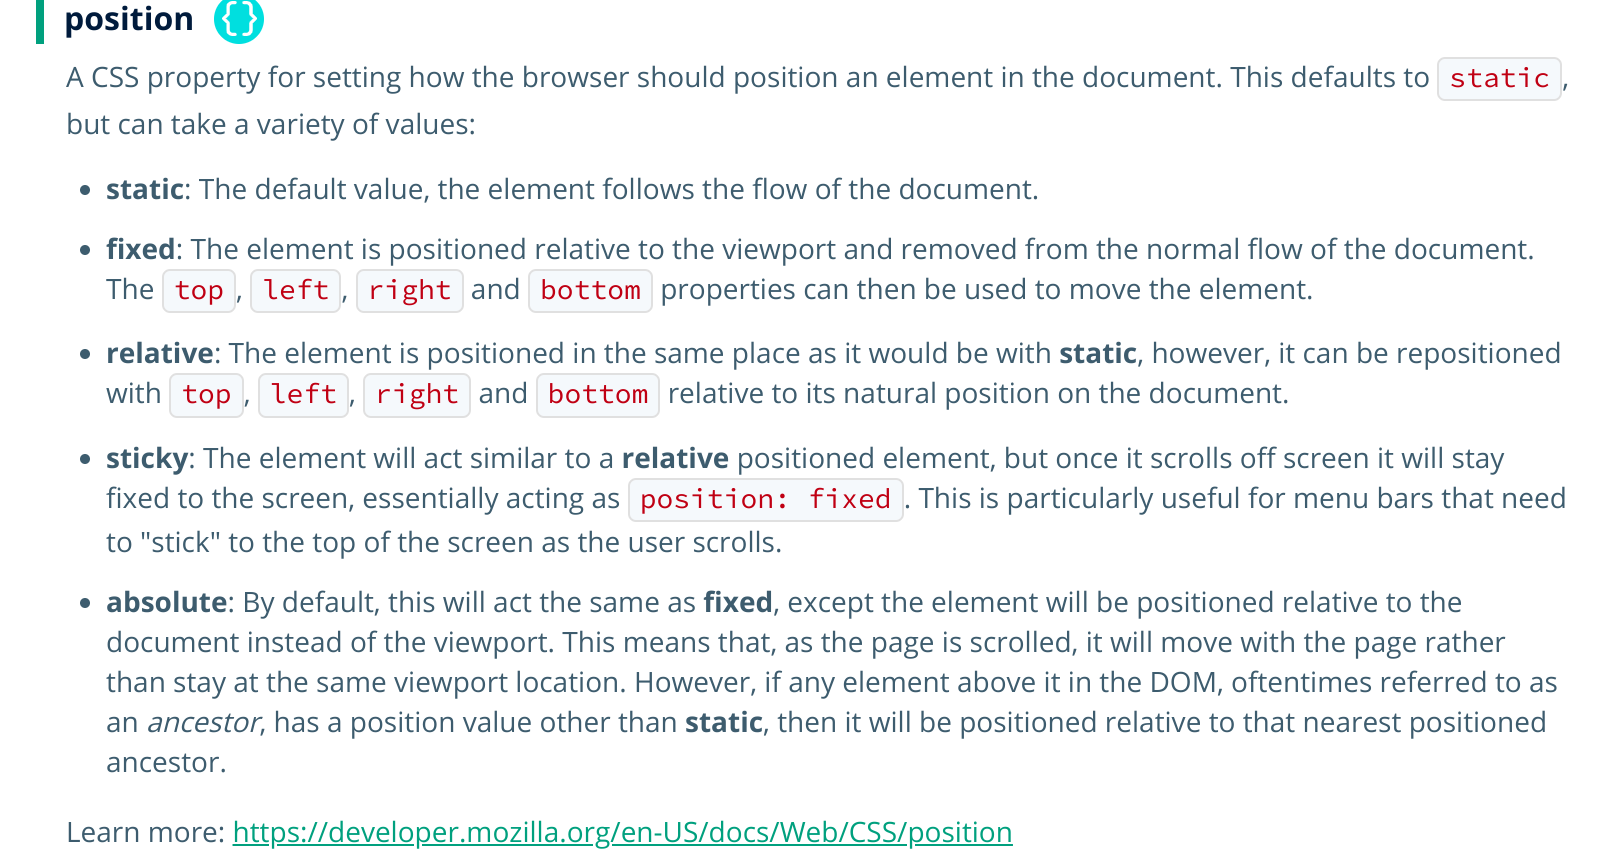 position {}
A CSS property for setting how the browser should position an element in the document. This defaults to static,
but can take a variety of values:
• static: The default value, the element follows the flow of the document.
• fixed: The element is positioned relative to the viewport and removed from the normal flow of the document.
The top, left, right and bottom properties can then be used to move the element.
• relative: The element is positioned in the same place as it would be with static, however, it can be repositioned
with top, left, right and bottom relative to its natural position on the document.
• sticky: The element will act similar to a relative positioned element, but once it scrolls off screen it will stay
fixed to the screen, essentially acting as position: fixed. This is particularly useful for menu bars that need
to "stick" to the top of the screen as the user scrolls.
• absolute: By default, this will act the same as fixed, except the element will be positioned relative to the
document instead of the viewport. This means that, as the page is scrolled, it will move with the page rather
than stay at the same viewport location. However, if any element above it in the DOM, oftentimes referred to as
an ancestor, has a position value other than static, then it will be positioned relative to that nearest positioned
ancestor.
Learn more: https://developer.mozilla.org/en-US/docs/Web/CSS/position